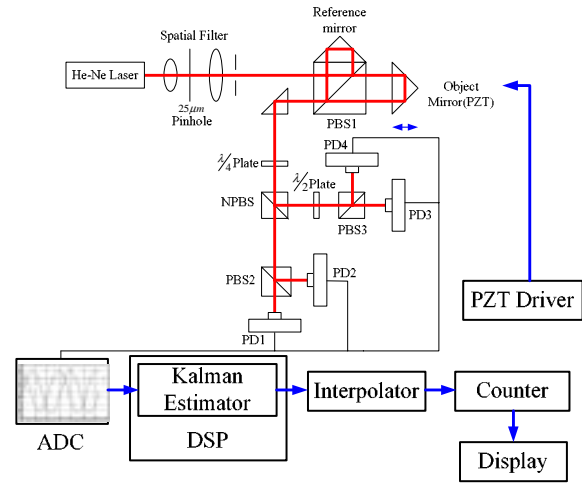 Reference
mirror
Spatial Filter
He-Ne Laser
25μm
Pinhole
Object
Mirror(PZT)
PBS1
PD4
λ/4 Plate
λ/2 Plate
NPBS
PD3
PBS3
PBS2
PD2
PD1
PZT Driver
Kalman
Estimator
Interpolator
Counter
ADC
DSP
Display